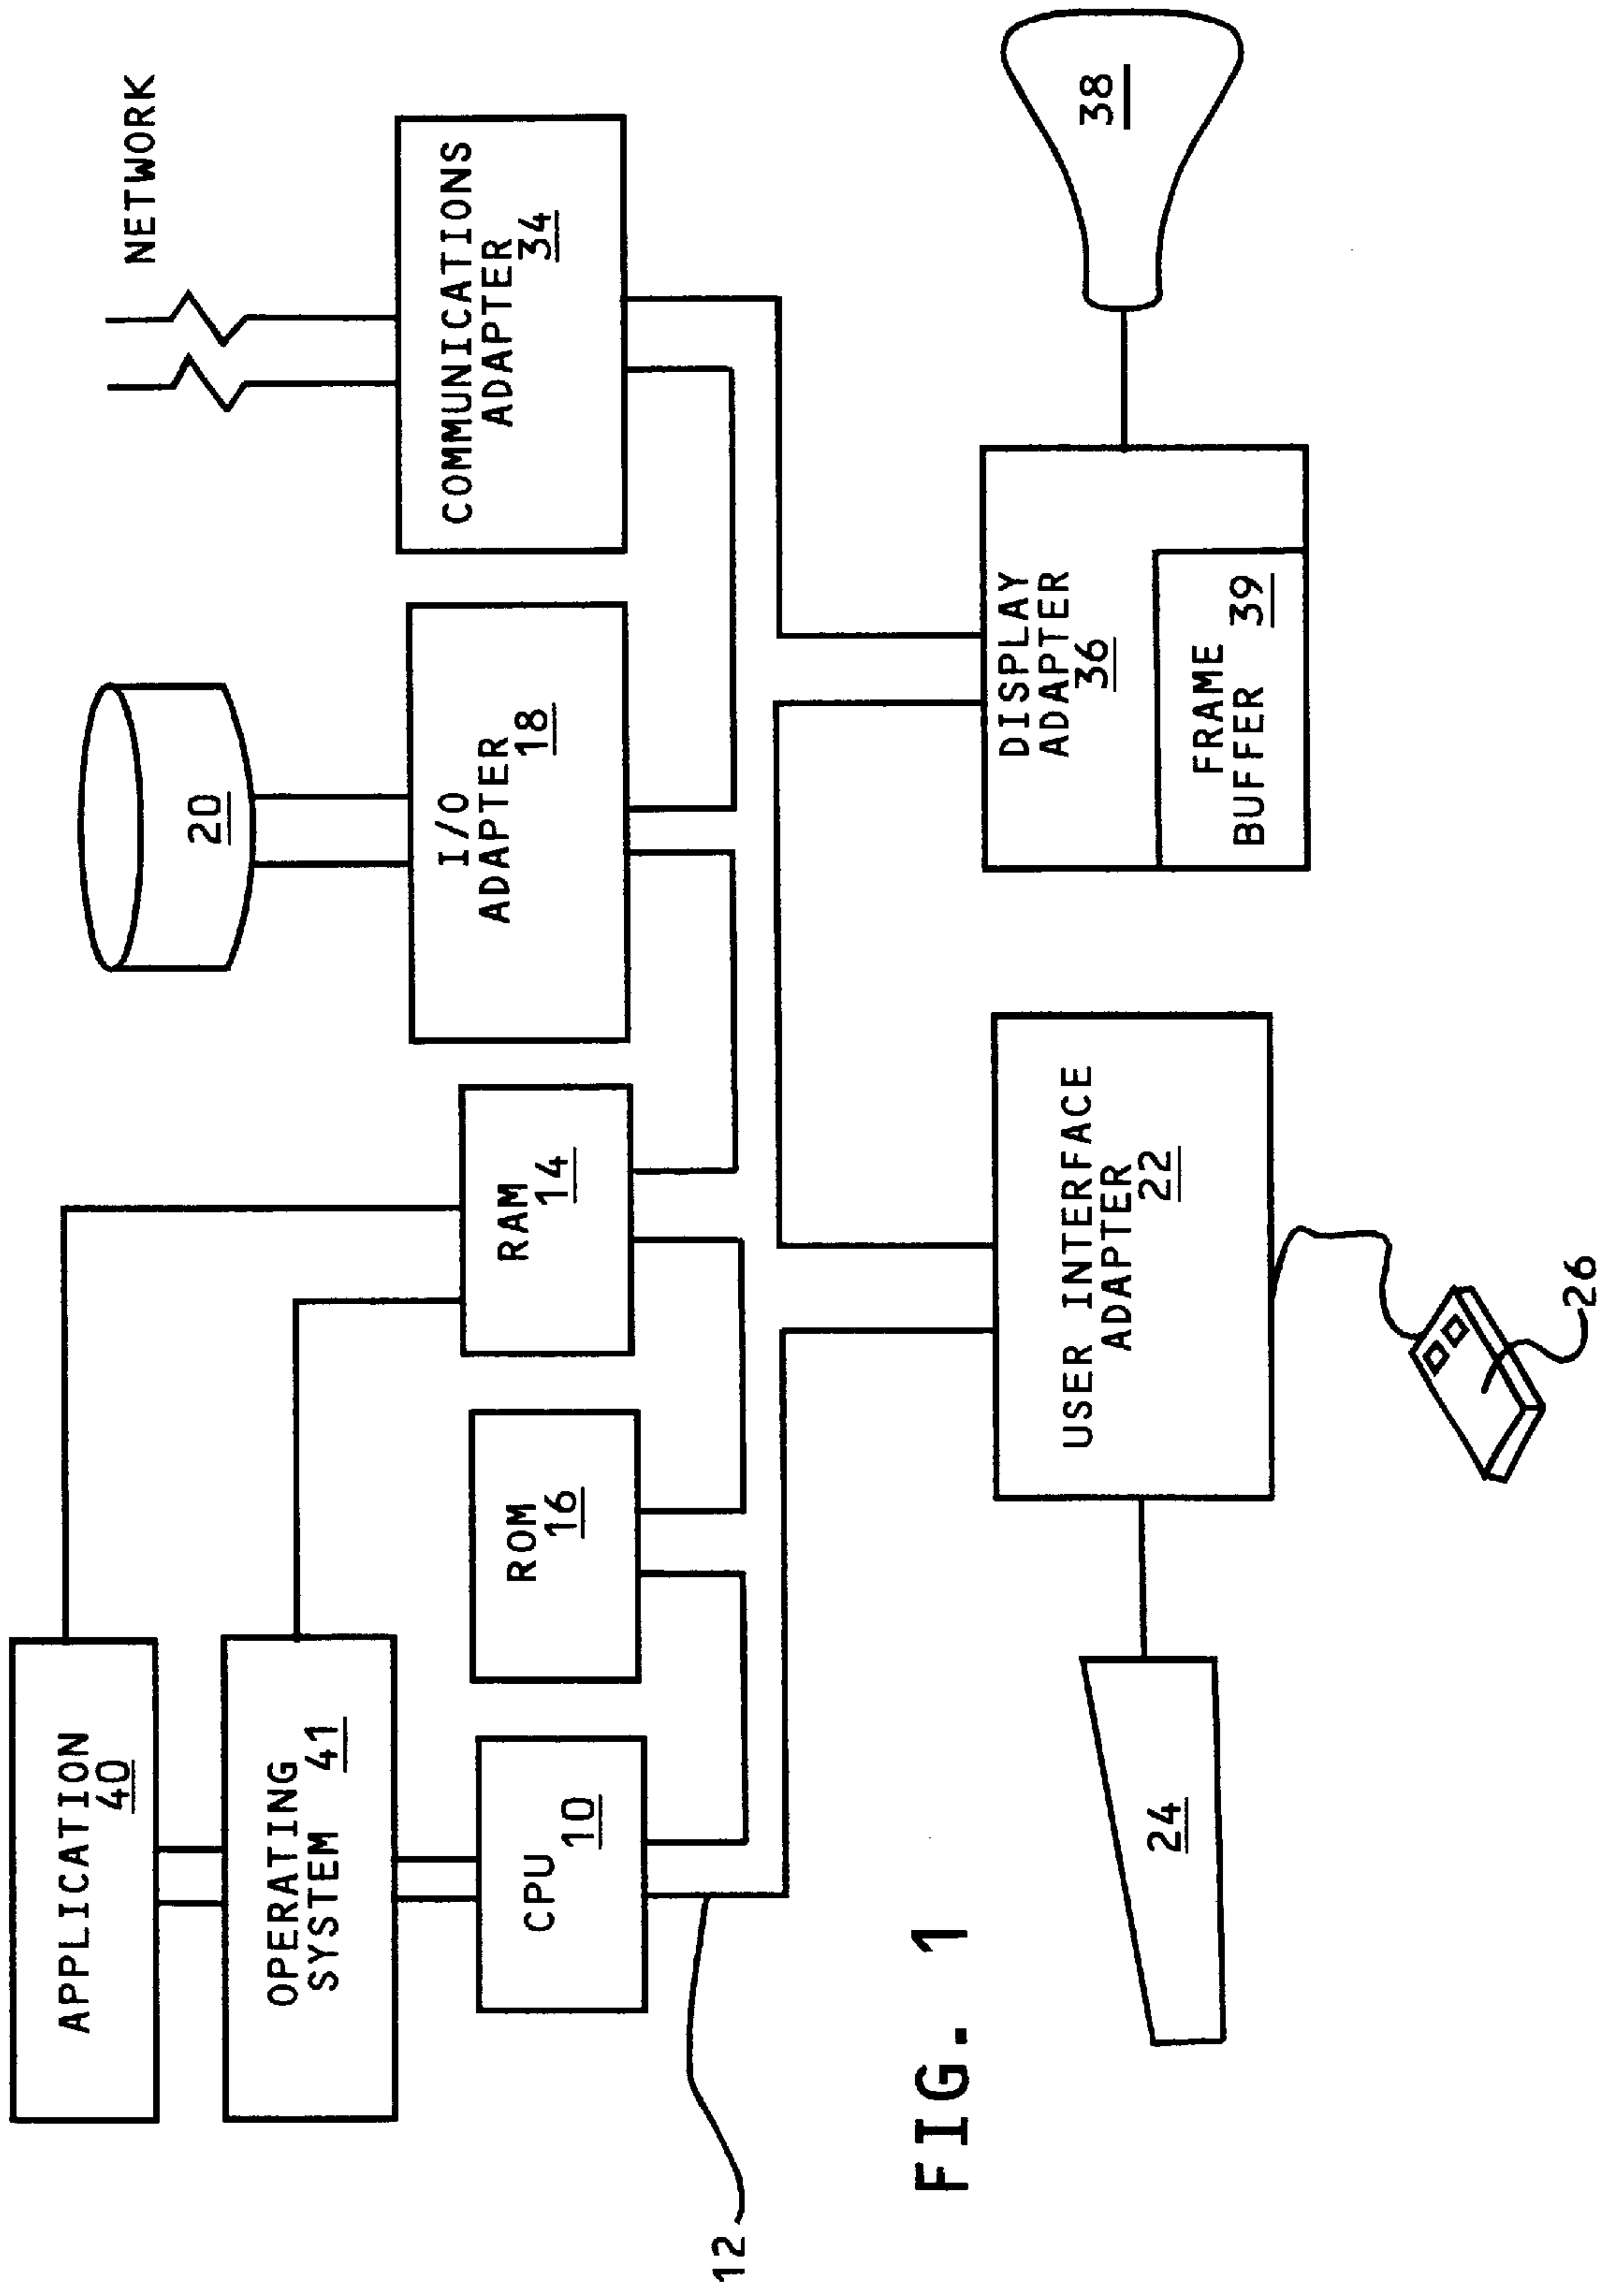 APPLICATION
40
OPERATING
SYSTEM 41
CPU
10
ROM
16
RAM
14
I/O
ADAPTER
18
20
COMMUNICATIONS
ADAPTER
34
NETWORK
12
USER INTERFACE
ADAPTER
22
24
26
DISPLAY
ADAPTER
36
FRAME
BUFFER 39
38
FIG. 1